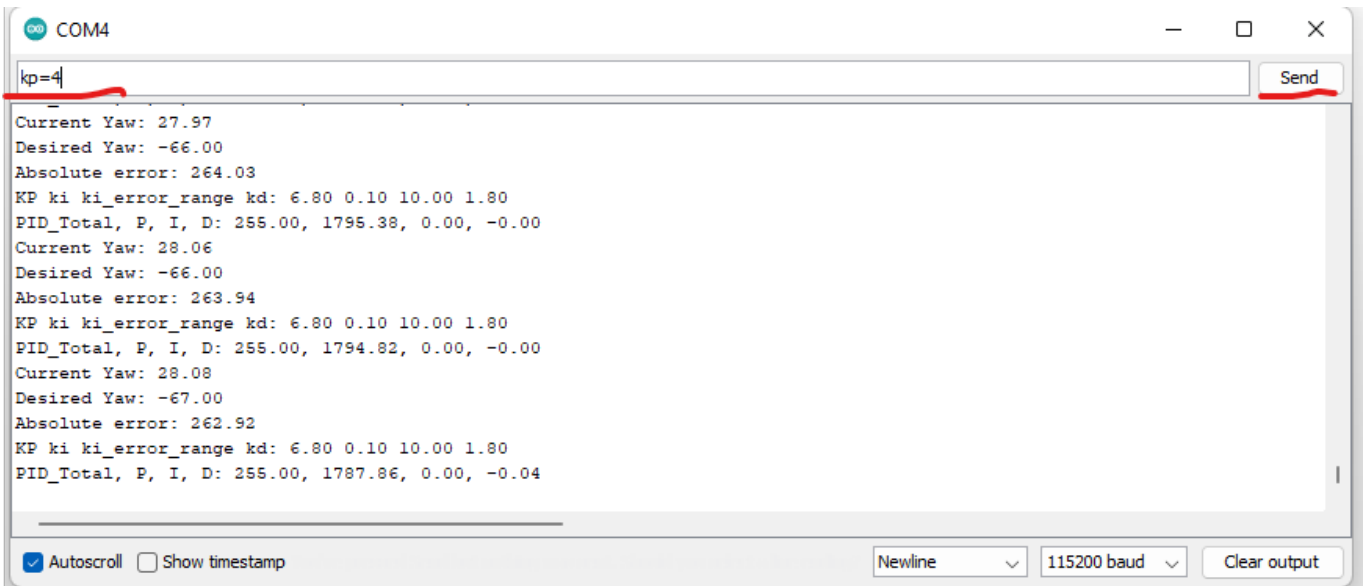 COM4
kp=4
Send
Current Yaw: 27.97
Desired Yaw: -66.00
Absolute error: 264.03
KP ki ki_error_range kd: 6.80 0.10 10.00 1.80
PID_Total, P, I, D: 255.00, 1795.38, 0.00, -0.00
Current Yaw: 28.06
Desired Yaw: -66.00
Absolute error: 263.94
KP ki ki_error_range kd: 6.80 0.10 10.00 1.80
PID_Total, P, I, D: 255.00, 1794.82, 0.00, -0.00
Current Yaw: 28.08
Desired Yaw: -67.00
Absolute error: 262.92
KP ki ki_error_range kd: 6.80 0.10 10.00 1.80
PID_Total, P, I, D: 255.00, 1787.86, 0.00, -0.04
Autoscroll Show timestamp Newline 115200 baud Clear output